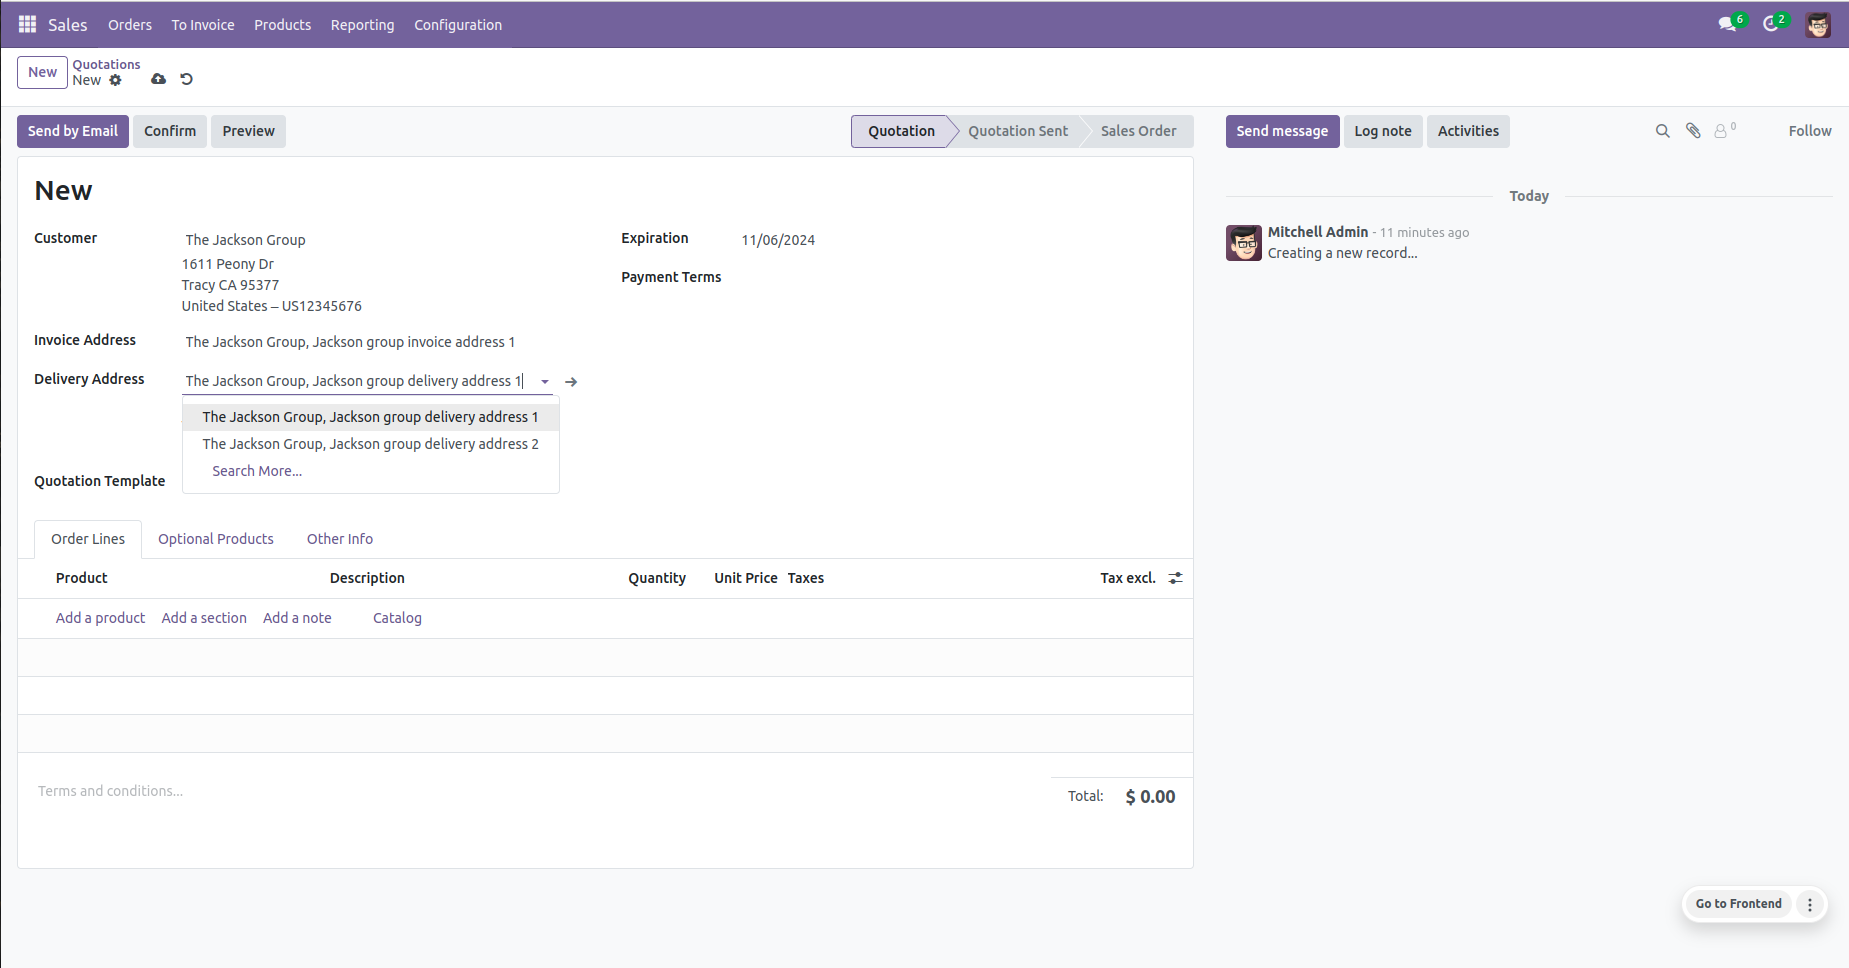 Sales Orders To Invoice Products Reporting Configuration 6 2
New Quotations
New
Send by Email Confirm Preview Quotation Quotation Sent Sales Order Send message Log note Activities 0 Follow
New
Today
Customer The Jackson Group Expiration 11/06/2024
Mitchell Admin - 11 minutes ago
Creating a new record...
1611 Peony Dr
Tracy CA 95377
Payment Terms
United States – US12345676
Invoice Address The Jackson Group, Jackson group invoice address 1
Delivery Address The Jackson Group, Jackson group delivery address 1
The Jackson Group, Jackson group delivery address 1
The Jackson Group, Jackson group delivery address 2
Search More...
Quotation Template
Order Lines Optional Products Other Info
Product Description Quantity Unit Price Taxes Tax excl.
Add a product Add a section Add a note Catalog
Terms and conditions...
Total: $ 0.00
Go to Frontend